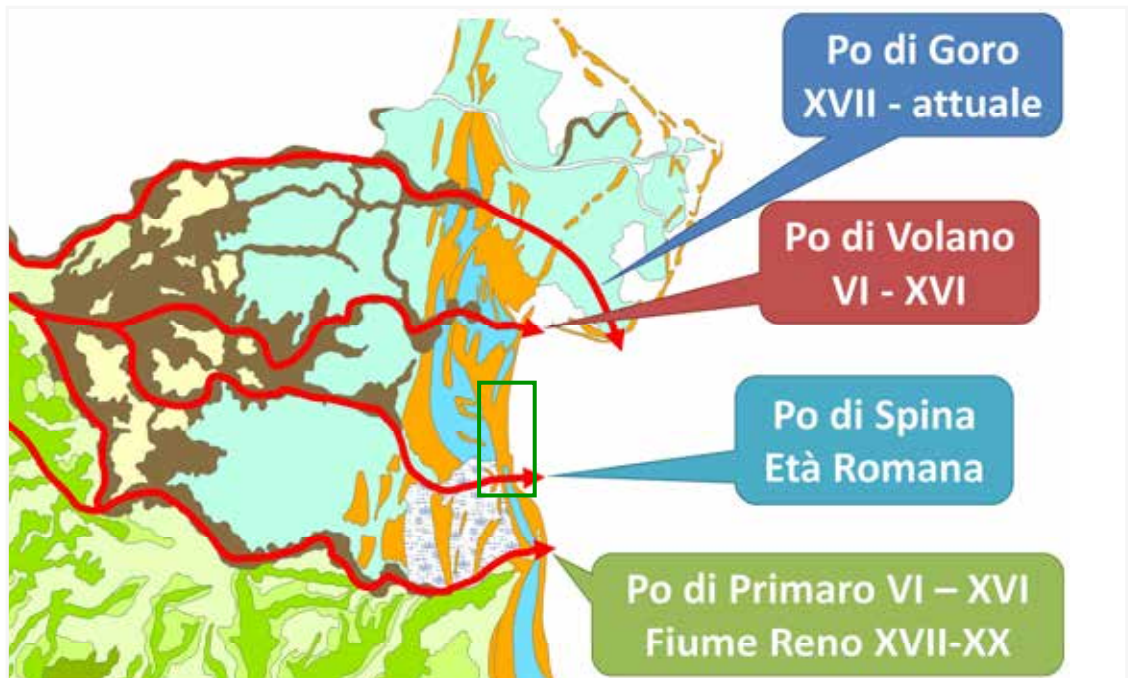 Po di Goro
XVII - attuale
Po di Volano
VI - XVI
Po di Spina
Età Romana
Po di Primaro VI – XVI
Fiume Reno XVII-XX